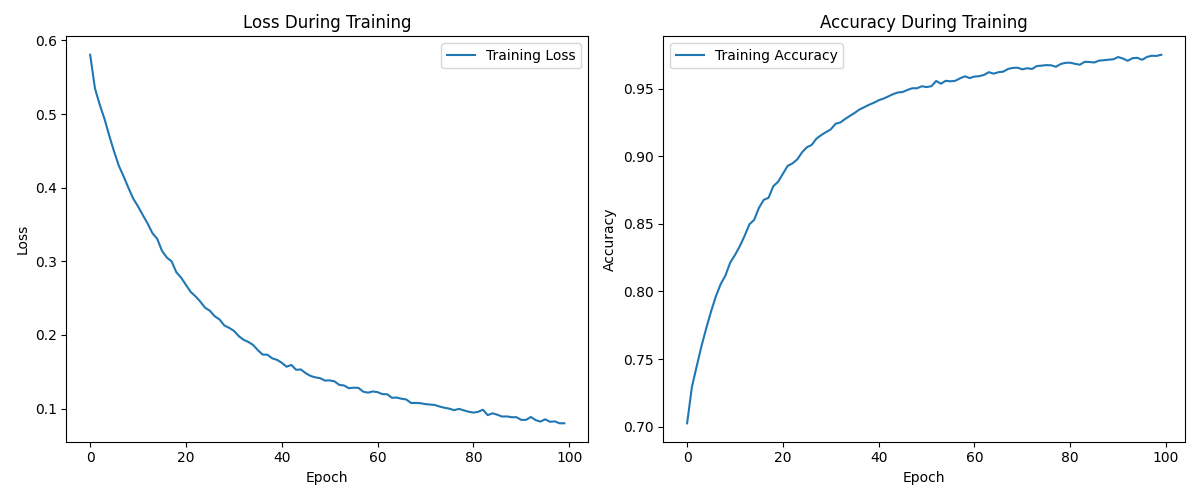 Loss During Training
0.6
0.5
0.4
0.3
0.2
0.1
Loss
Training Loss
0 20 40 60 80 100
Epoch
Accuracy During Training
0.95
0.90
0.85
0.80
0.75
0.70
Accuracy
Training Accuracy
0 20 40 60 80 100
Epoch